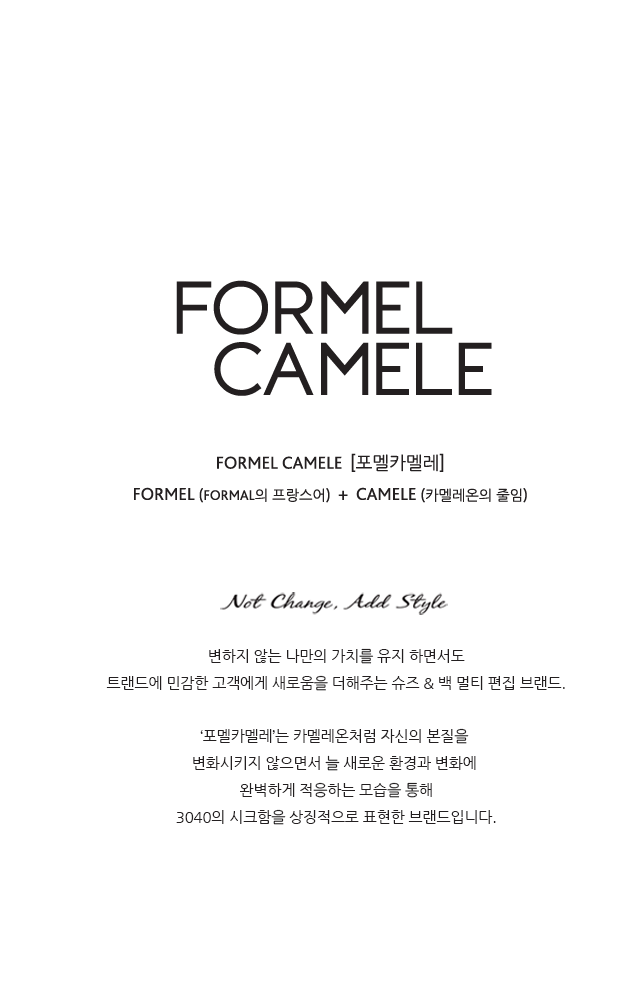 FORMEL
CAMELE
FORMEL CAMELE [포멜카멜레]
FORMEL (FORMAL의 프랑스어) + CAMELE (카멜레온의 줄임)
Not Change, Add Style
변하지 않는 나만의 가치를 유지 하면서도
트랜드에 민감한 고객에게 새로움을 더해주는 슈즈 & 백 멀티 편집 브랜드.
‘포멜카멜레’는 카멜레온처럼 자신의 본질을
변화시키지 않으면서 늘 새로운 환경과 변화에
완벽하게 적응하는 모습을 통해
3040의 시크함을 상징적으로 표현한 브랜드입니다.